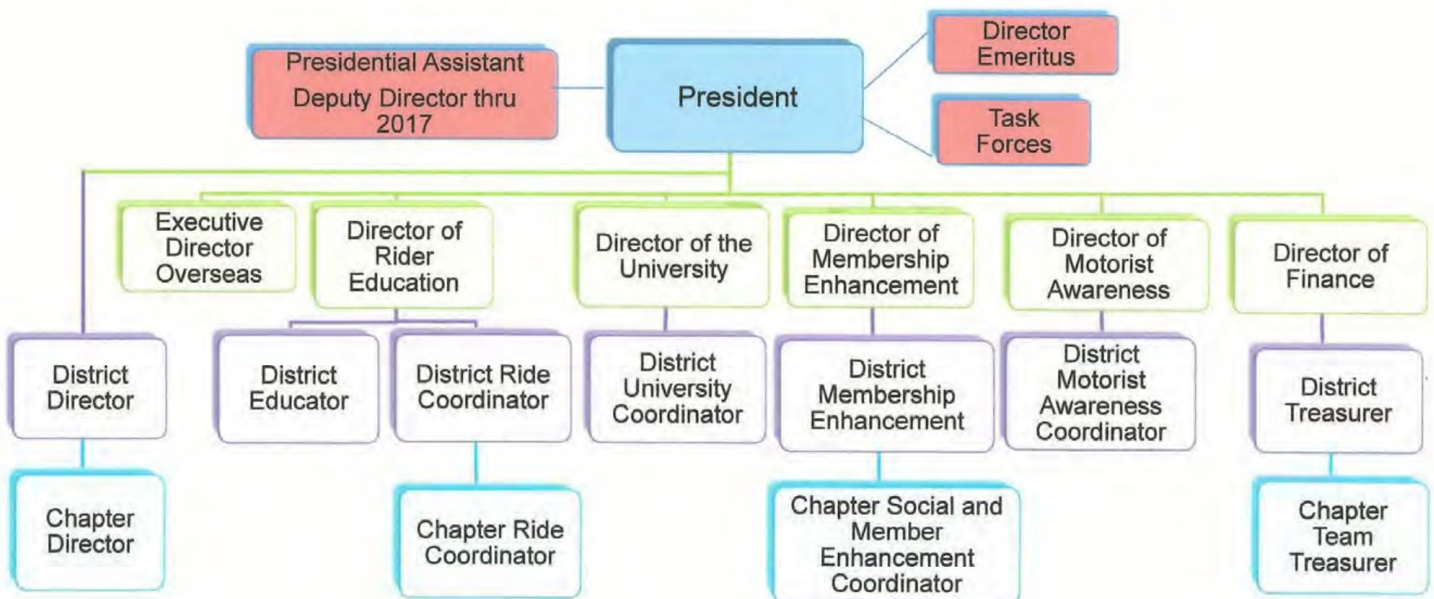 Presidential Assistant
Deputy Director thru
2017
President
Director
Emeritus
Task
Forces
Executive
Director
Overseas
Director of
Rider
Education
Director of the
University
Director of
Membership
Enhancement
Director of
Motorist
Awareness
Director of
Finance
District
Director
District
Educator
District Ride
Coordinator
District
University
Coordinator
District
Membership
Enhancement
District
Motorist
Awareness
Coordinator
District
Treasurer
Chapter
Director
Chapter Ride
Coordinator
Chapter Social and
Member
Enhancement
Coordinator
Chapter
Team
Treasurer